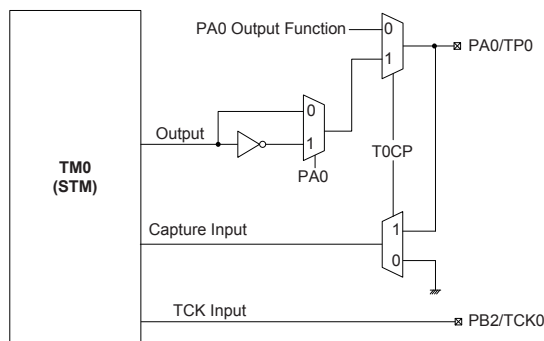 PA0 Output Function
0
1
PA0/TP0
0
1
Output
PA0
T0CP
TM0
(STM)
Capture Input
1
0
TCK Input
PB2/TCK0